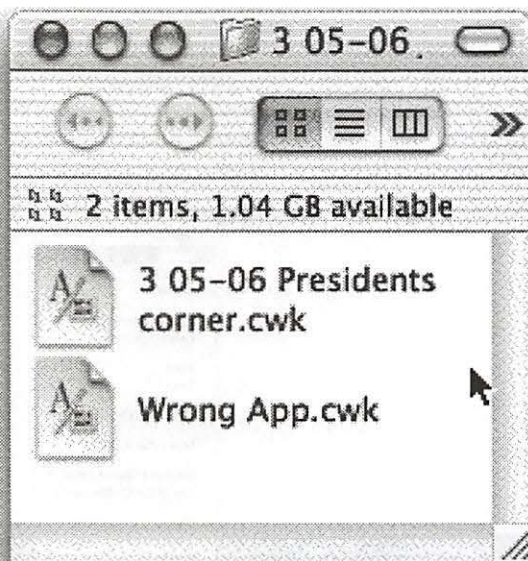 3 05-06
2 items, 1.04 GB available
3 05-06 Presidents
corner.cwk
Wrong App.cwk